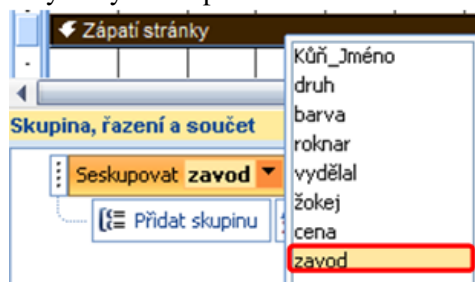 Zápatí stránky
Kůň_Jméno
druh
barva
roknar
vydělal
žokej
cena
zavod
Skupina, řazení a součet
Seskupovat zavod
Přidat skupinu